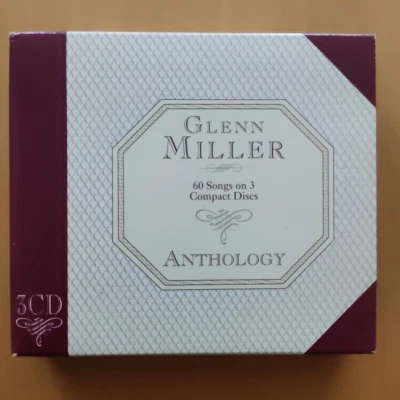 GLENN
MILLER
60 Songs on 3
Compact Discs
ANTHOLOGY
3CD